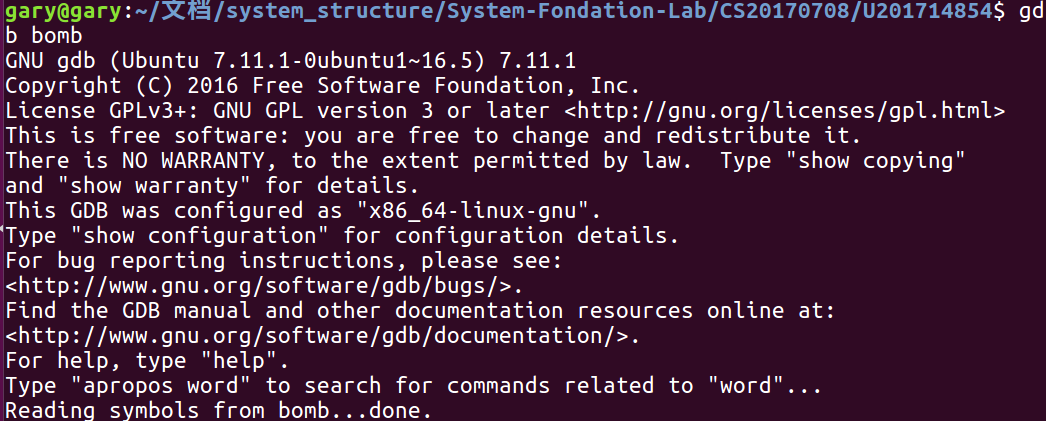 gary@gary:~/文档/system_structure/System-Fondation-Lab/CS20170708/U201714854$ gd
b bomb
GNU gdb (Ubuntu 7.11.1-0ubuntu1~16.5) 7.11.1
Copyright (C) 2016 Free Software Foundation, Inc.
License GPLv3+: GNU GPL version 3 or later <http://gnu.org/licenses/gpl.html>
This is free software: you are free to change and redistribute it.
There is NO WARRANTY, to the extent permitted by law.  Type "show copying"
and "show warranty" for details.
This GDB was configured as "x86_64-linux-gnu".
Type "show configuration" for configuration details.
For bug reporting instructions, please see:
<http://www.gnu.org/software/gdb/bugs/>.
Find the GDB manual and other documentation resources online at:
<http://www.gnu.org/software/gdb/documentation/>.
For help, type "help".
Type "apropos word" to search for commands related to "word"...
Reading symbols from bomb...done.